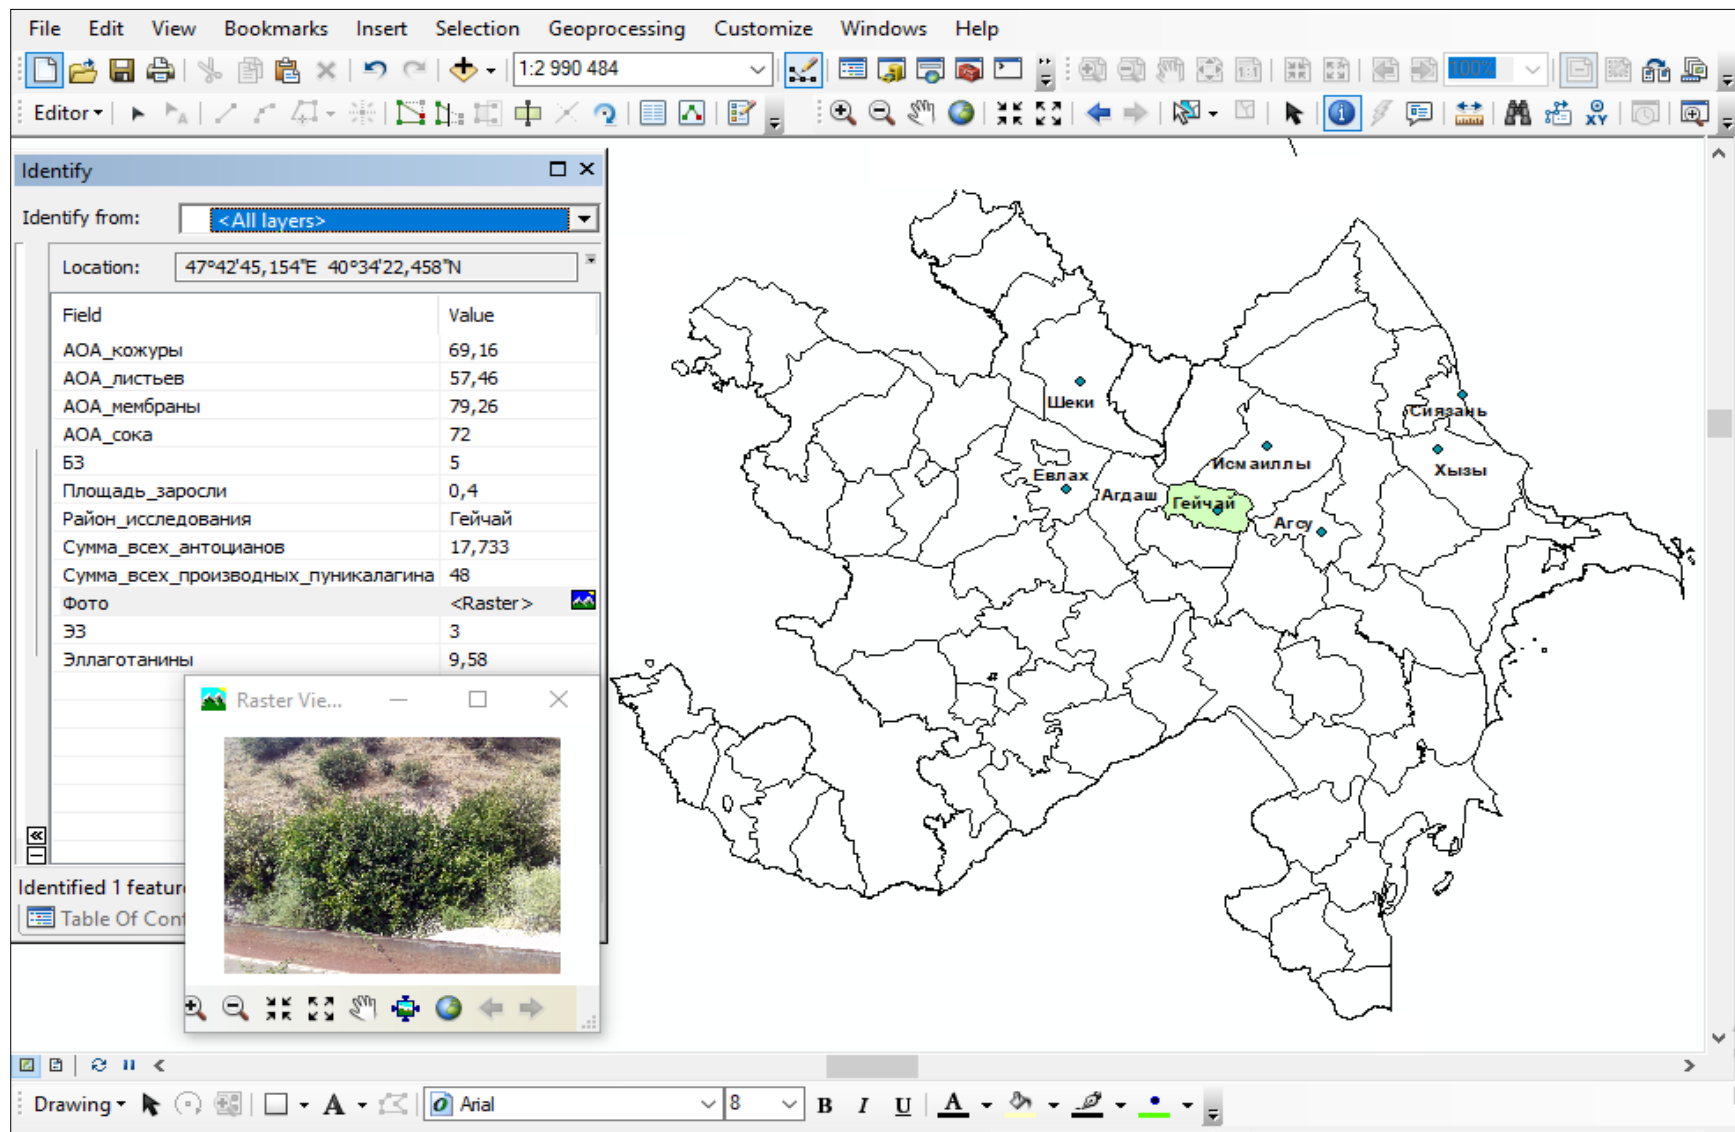 File Edit View Bookmarks Insert Selection Geoprocessing Customize Windows Help
1:2 990 484
100%
Editor
Identify
Identify from: <All layers>
Location: 47°42'45,154"E 40°34'22,458"N
Field Value
АОА_кожуры 69,16
АОА_листьев 57,46
АОА_мембраны 79,26
АОА_сока 72
БЗ 5
Площадь_заросли 0,4
Район_исследования Гейчай
Сумма_всех_антоцианов 17,733
Сумма_всех_производных_пуникалагина 48
Фото <Raster>
ЭЗ 3
Эллаготанины 9,58
Raster Vie...
Identified 1 featur
Table Of Con
Шеки
Сиязань
Исмаиллы
Хызы
Евлах
Агдаш
Гейчай
Агсу
Drawing A Arial 8 B I U A